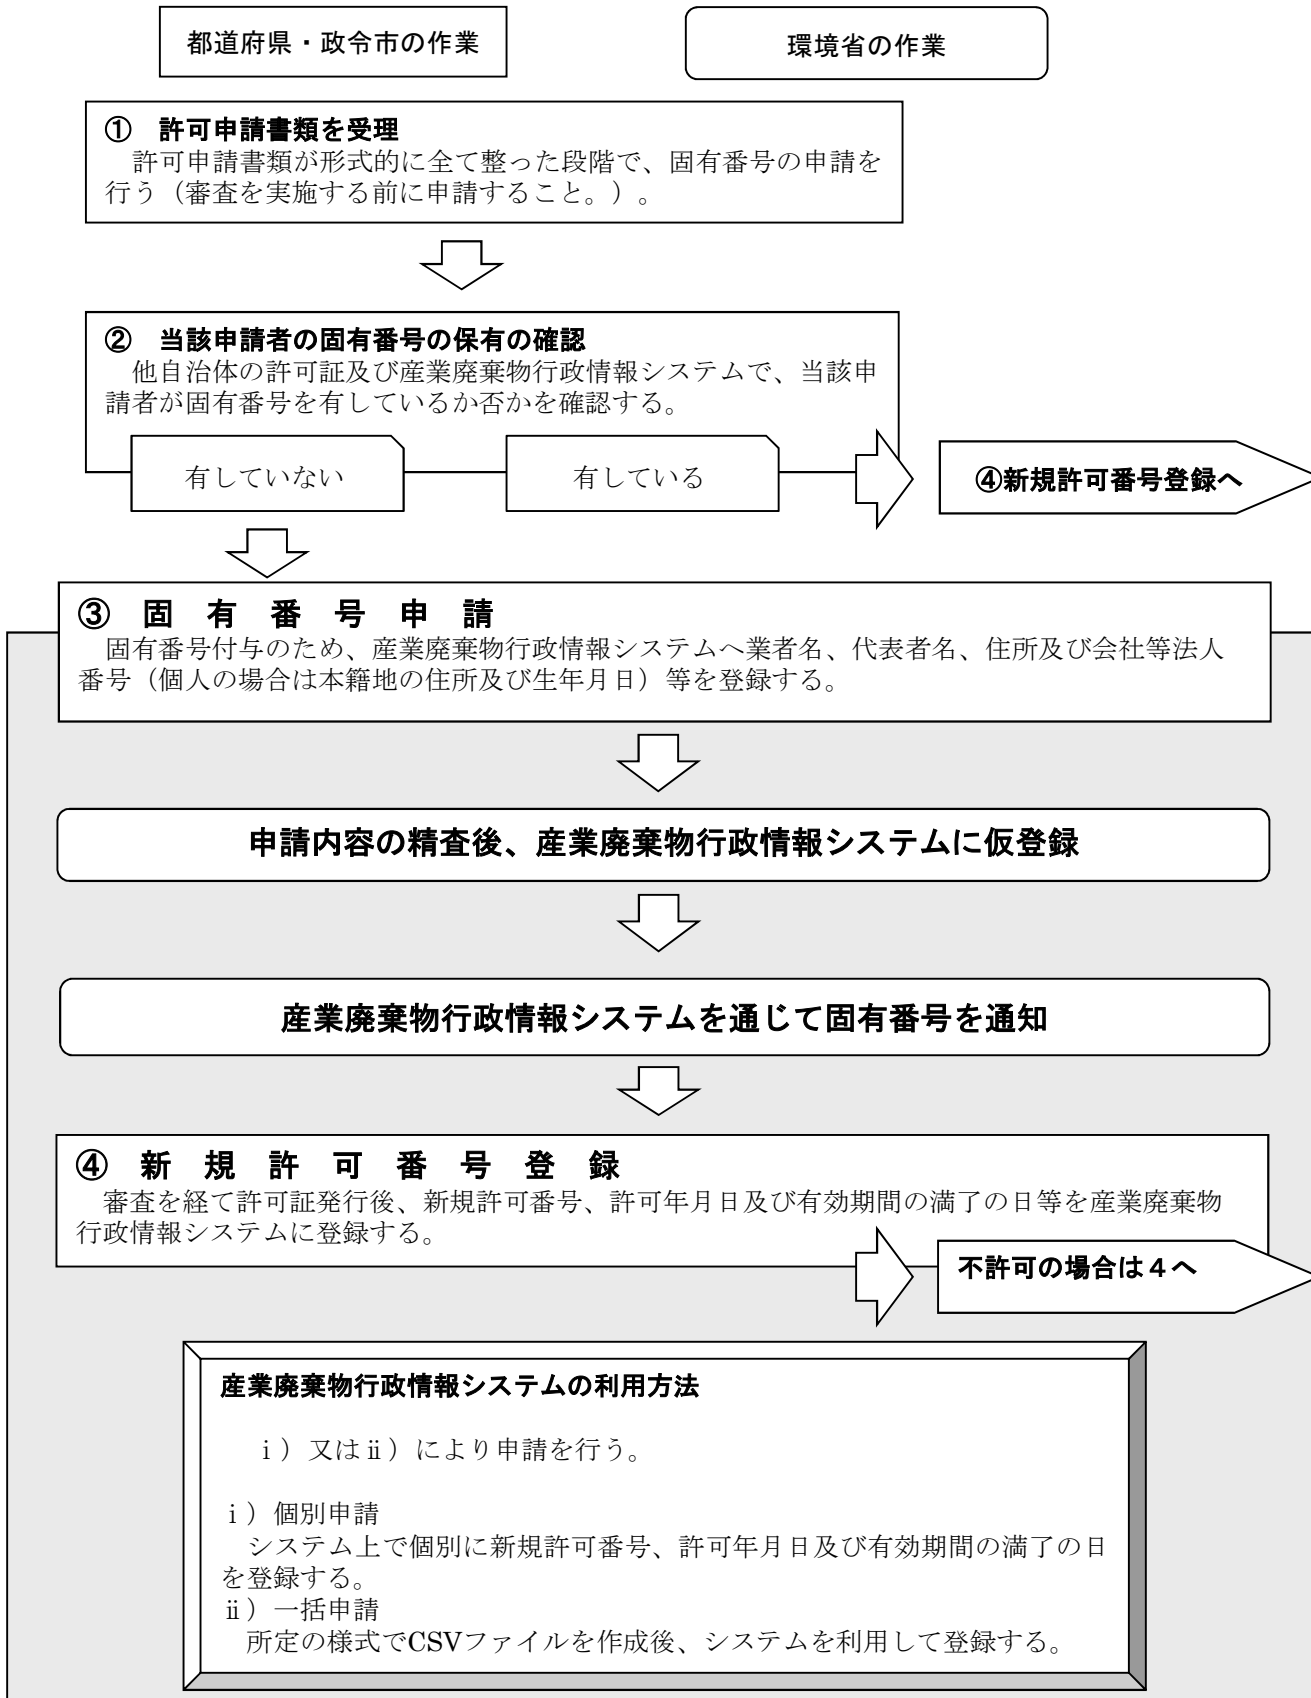 都道府県・政令市の作業
環境省の作業
① 許可申請書類を受理
許可申請書類が形式的に全て整った段階で、固有番号の申請を
行う（審査を実施する前に申請すること。）。
② 当該申請者の固有番号の保有の確認
他自治体の許可証及び産業廃棄物行政情報システムで、当該申
請者が固有番号を有しているか否かを確認する。
有していない
有している
④新規許可番号登録へ
③ 固 有 番 号 申 請
固有番号付与のため、産業廃棄物行政情報システムへ業者名、代表者名、住所及び会社等法人
番号（個人の場合は本籍地の住所及び生年月日）等を登録する。
申請内容の精査後、産業廃棄物行政情報システムに仮登録
産業廃棄物行政情報システムを通じて固有番号を通知
④ 新 規 許 可 番 号 登 録
審査を経て許可証発行後、新規許可番号、許可年月日及び有効期間の満了の日等を産業廃棄物
行政情報システムに登録する。
不許可の場合は４へ
産業廃棄物行政情報システムの利用方法
ⅰ）又はⅱ）により申請を行う。
ⅰ）個別申請
システム上で個別に新規許可番号、許可年月日及び有効期間の満了の日
を登録する。
ⅱ）一括申請
所定の様式でCSVファイルを作成後、システムを利用して登録する。